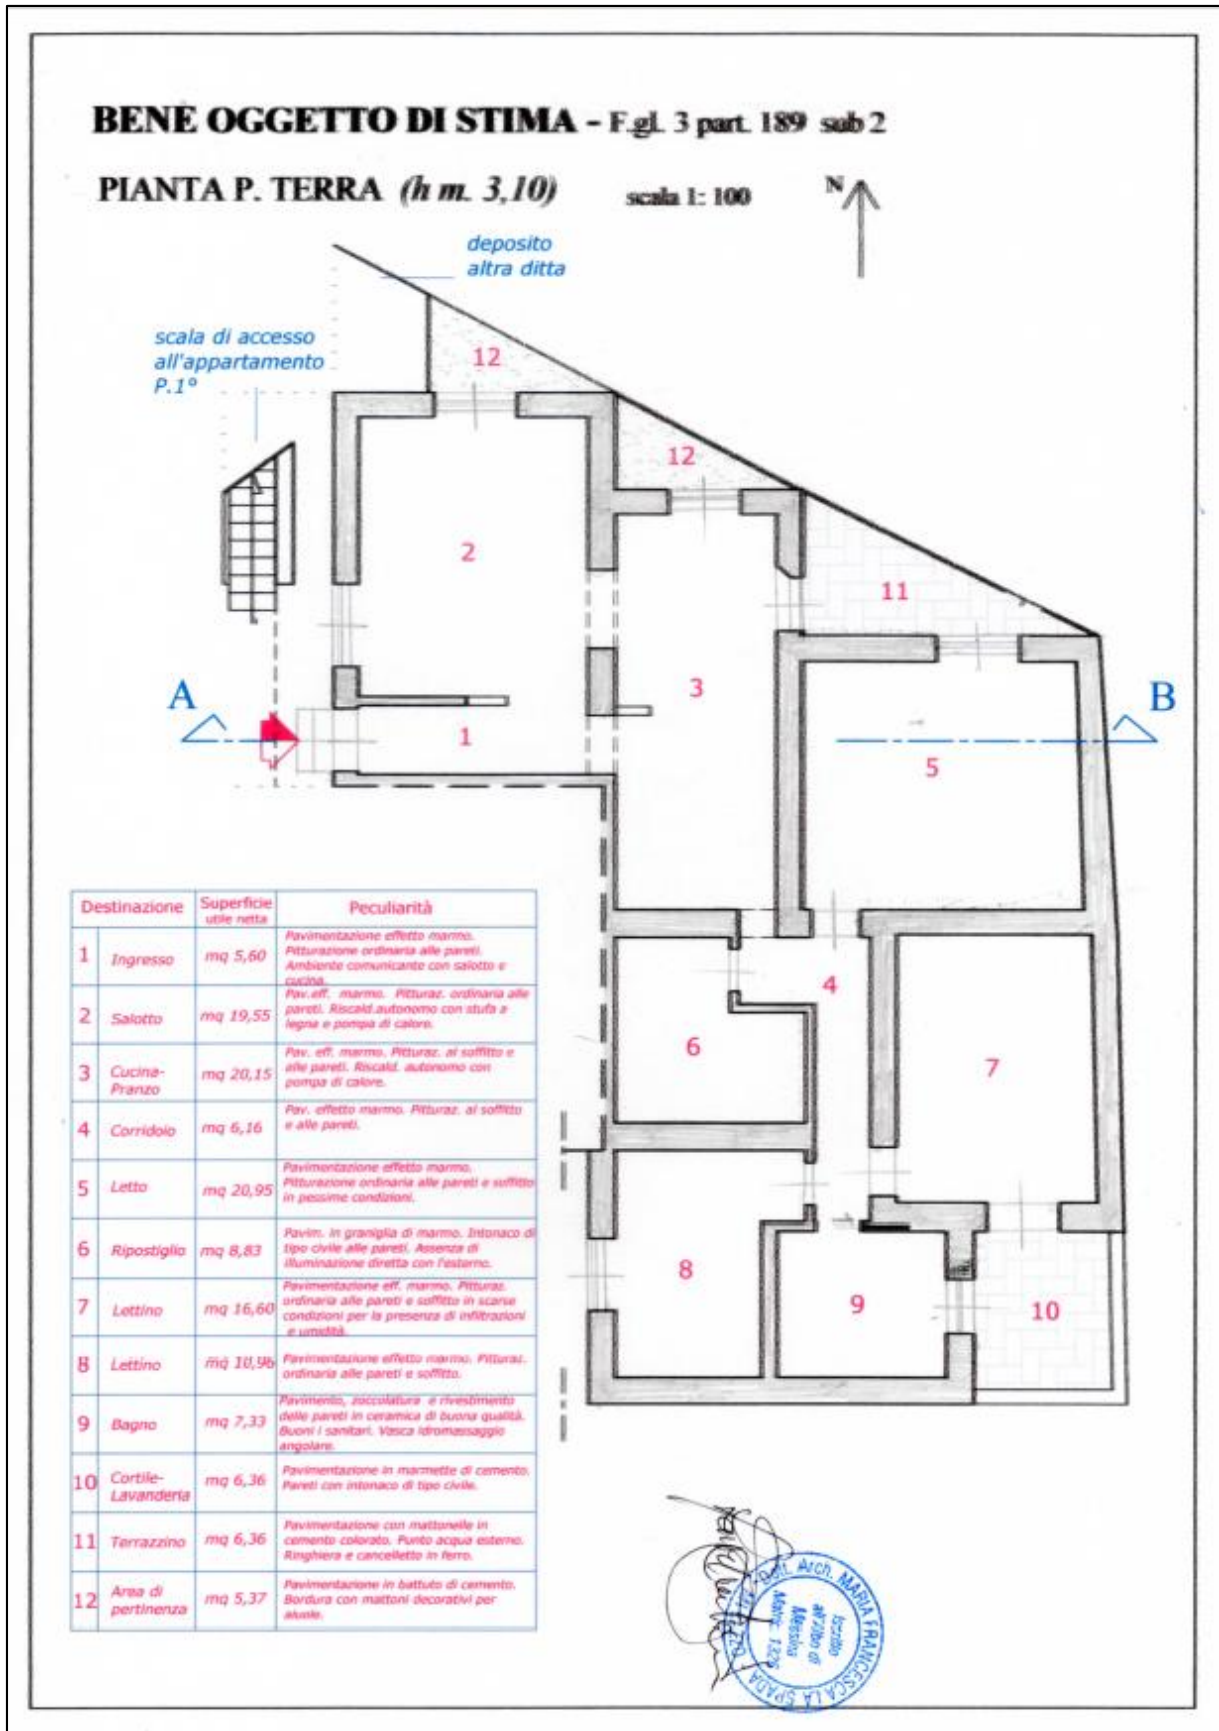 BENE OGGETTO DI STIMA - F.gl. 3 part. 189 sub 2
PIANTA P. TERRA (h m. 3,10) scala 1: 100 N
deposito
altra ditta
scala di accesso
all'appartamento
P.1°
12
12
2
11
3
A
B
1
5
4
6
7
8
9
10
Destinazione
Superficie
utile netta
Peculiarità
1 Ingresso mq 5,60
Pavimentazione effetto marmo.
Pitturazione ordinaria alle pareti.
Ambiente comunicante con salotto e
cucina.
2 Salotto mq 19,55
Pav.eff. marmo. Pitturaz. ordinaria alle
pareti. Riscald.autonomo con stufa a
legna e pompa di calore.
3 Cucina-
Pranzo
mq 20,15
Pav. eff. marmo. Pitturaz. al soffitto e
alle pareti. Riscald. autonomo con
pompa di calore.
4 Corridoio mq 6,16
Pav. effetto marmo. Pitturaz. al soffitto
e alle pareti.
5 Letto mq 20,95
Pavimentazione effetto marmo.
Pitturazione ordinaria alle pareti e soffitto
in pessime condizioni.
6 Ripostiglio mq 8,83
Pavim. in graniglia di marmo. Intonaco di
tipo civile alle pareti. Assenza di
illuminazione diretta con l'esterno.
7 Lettino mq 16,60
Pavimentazione eff. marmo. Pitturaz.
ordinaria alle pareti e soffitto in scarse
condizioni per la presenza di infiltrazioni
e umidità.
8 Lettino mq 10,96
Pavimentazione effetto marmo. Pitturaz.
ordinaria alle pareti e soffitto.
9 Bagno mq 7,33
Pavimento, zoccolatura e rivestimento
delle pareti in ceramica di buona qualità.
Buoni i sanitari. Vasca idromassaggio
angolare.
10 Cortile-
Lavanderia
mq 6,36
Pavimentazione in marmette di cemento.
Pareti con intonaco di tipo civile.
11 Terrazzino mq 6,36
Pavimentazione con mattonelle in
cemento colorato. Punto acqua esterno.
Ringhiera e cancelletto in ferro.
12 Area di
pertinenza
mq 5,37
Pavimentazione in battuto di cemento.
Bordura con mattoni decorativi per
aiuole.
Dott. Arch. MARIA FRANCESCA LA SPADA
Iscritto
all'Albo di
Messina
Matr. 1326